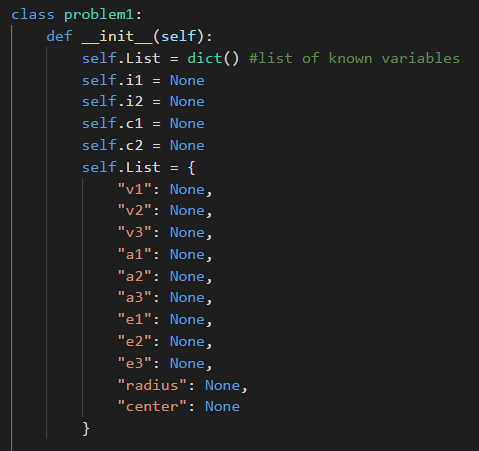 class problem1:
    def __init__(self):
        self.List = dict() #list of known variables
        self.i1 = None
        self.i2 = None
        self.c1 = None
        self.c2 = None
        self.List = {
            "v1": None,
            "v2": None,
            "v3": None,
            "a1": None,
            "a2": None,
            "a3": None,
            "e1": None,
            "e2": None,
            "e3": None,
            "radius": None,
            "center": None
        }